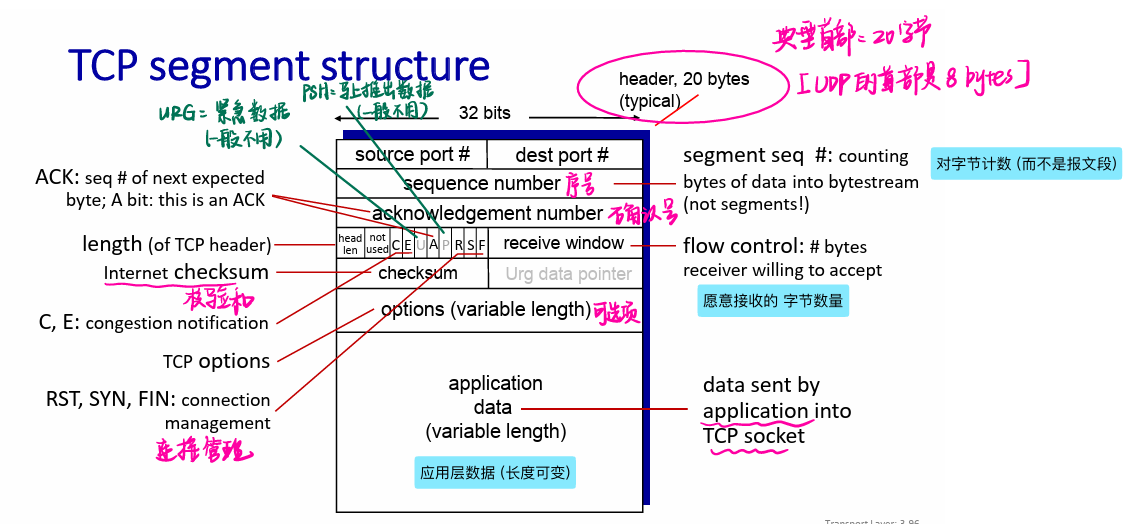 TCP segment structure
典型首部=20字节
[UDP的首部是8 bytes]
header, 20 bytes
(typical)
URG=紧急数据
(一般不用)
PSH=马上推出数据
(一般不用)
32 bits
source port #
dest port #
sequence number 序号
acknowledgement number 确认号
head
len
not
used
C E U A P R S F
receive window
checksum
Urg data pointer
options (variable length) 可选项
application
data
(variable length)
应用层数据 (长度可变)
ACK: seq # of next expected
byte; A bit: this is an ACK
length (of TCP header)
Internet checksum
校验和
C, E: congestion notification
TCP options
RST, SYN, FIN: connection
management
连接管理
segment seq #: counting
bytes of data into bytestream
(not segments!)
对字节计数 (而不是报文段)
flow control: # bytes
receiver willing to accept
愿意接收的 字节数量
data sent by
application into
TCP socket
Transport Layer: 3-96